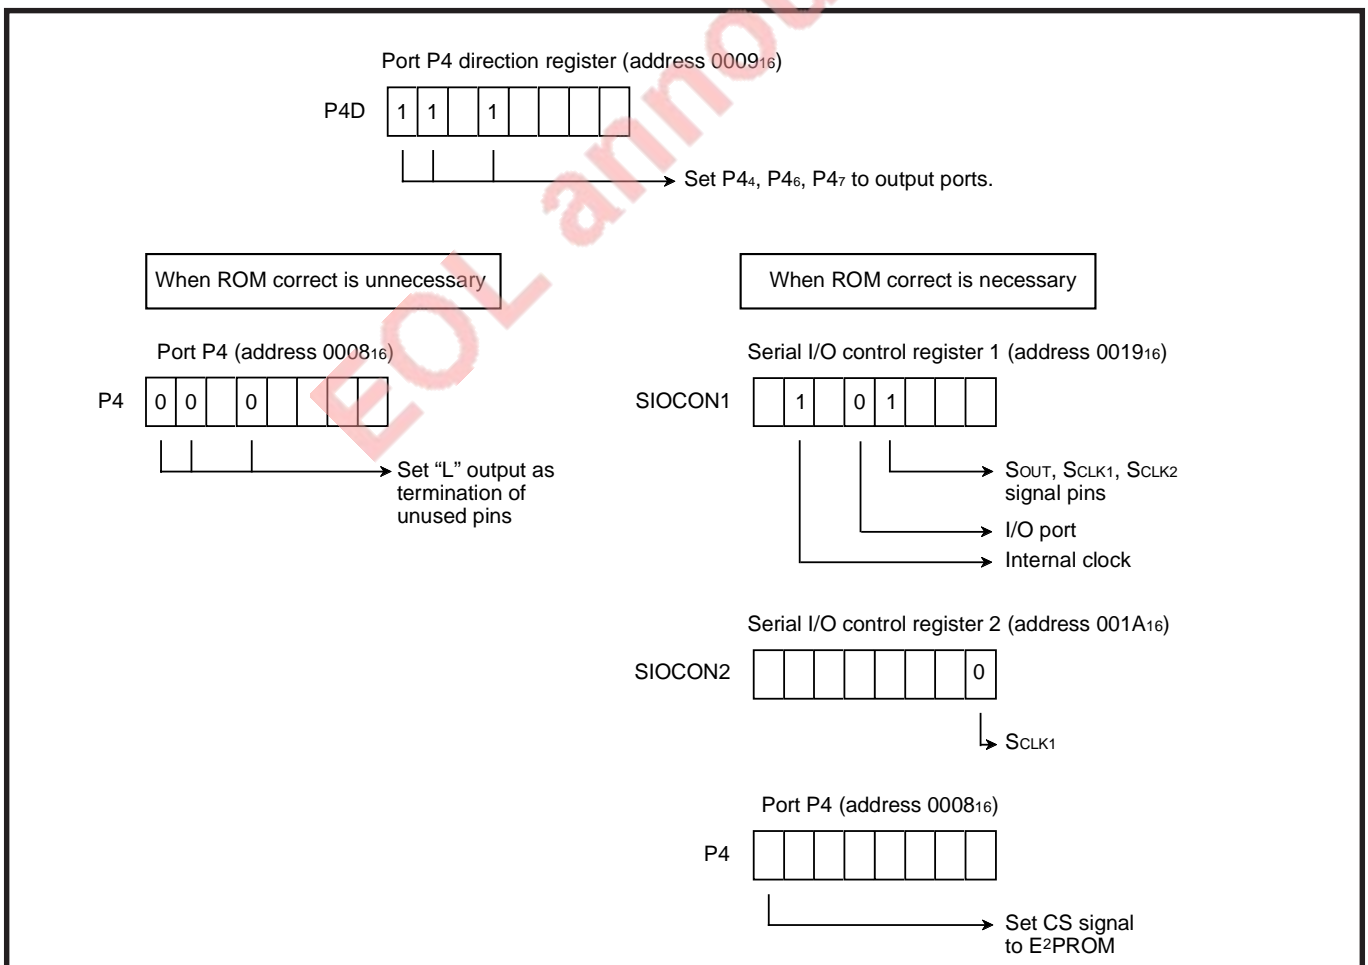 Port P4 direction register (address 0009₁₆)
P4D 1 1 1
Set P4₄, P4₆, P4₇ to output ports.
When ROM correct is unnecessary
Port P4 (address 0008₁₆)
P4 0 0 0
Set “L” output as
termination of
unused pins
When ROM correct is necessary
Serial I/O control register 1 (address 0019₁₆)
SIOCON1 1 0 1
SOUT, SCLK1, SCLK2
signal pins
I/O port
Internal clock
Serial I/O control register 2 (address 001A₁₆)
SIOCON2 0
SCLK1
Port P4 (address 0008₁₆)
P4
Set CS signal
to E²PROM
EOL annou